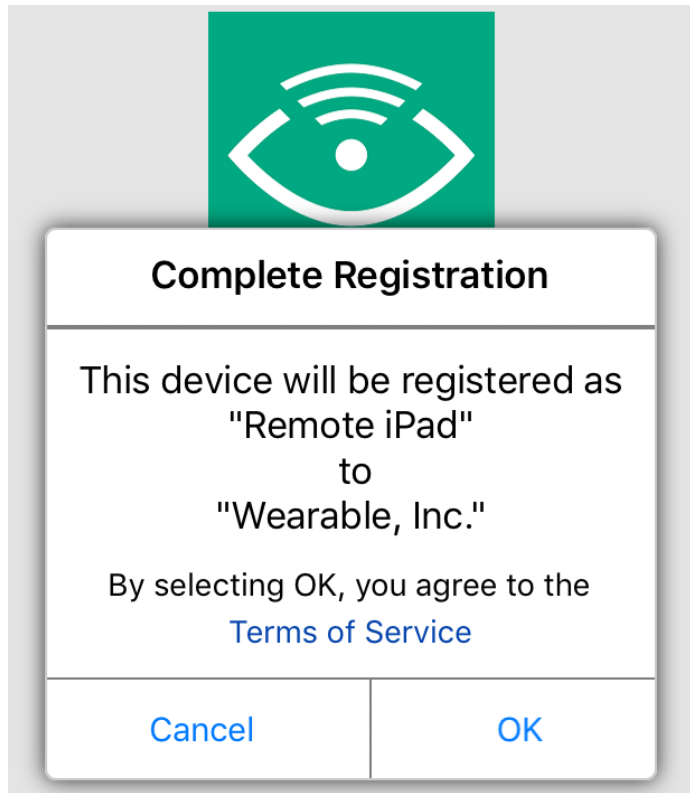 Complete Registration
This device will be registered as
"Remote iPad"
to
"Wearable, Inc."
By selecting OK, you agree to the
Terms of Service
Cancel
OK